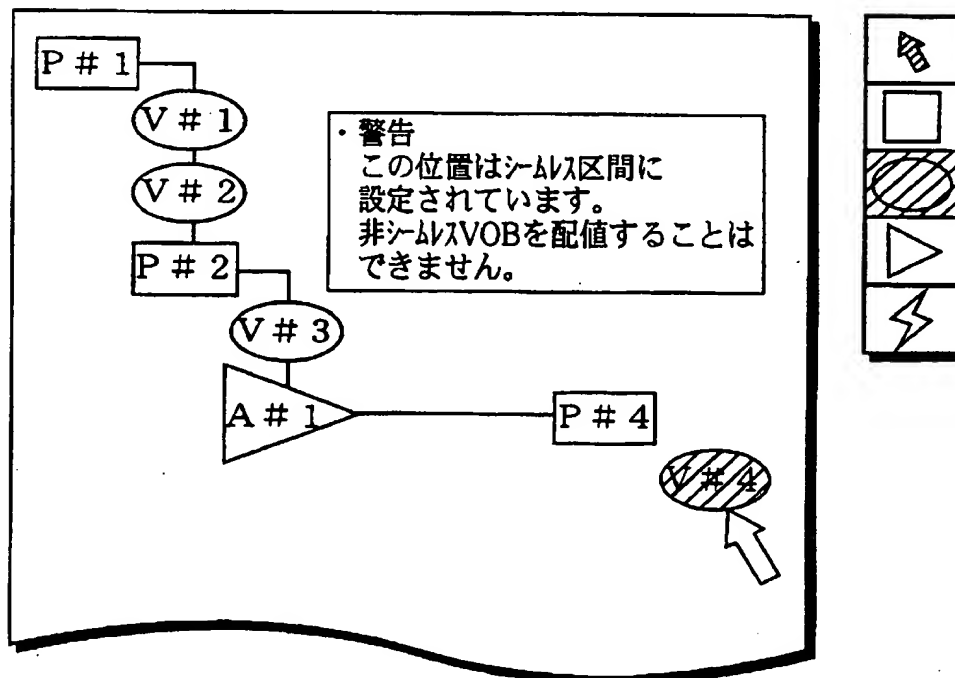 P # 1
V # 1
V # 2
P # 2
V # 3
A # 1
P # 4
V # 4
・警告
この位置はシームレス区間に
設定されています。
非シームレスVOBを配値することは
できません。